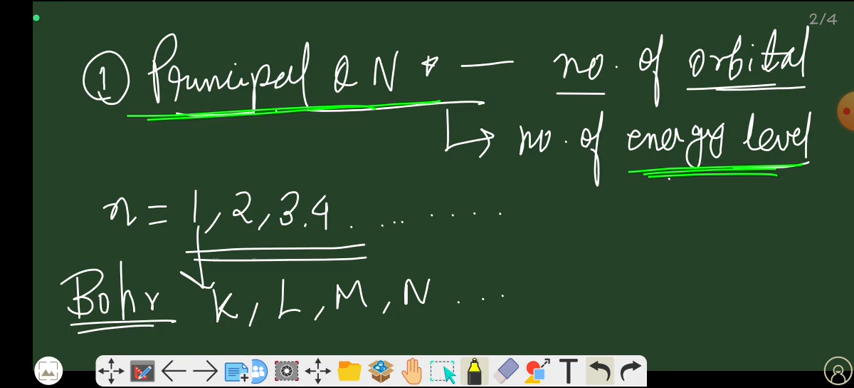 2/4
① Principal Q N * — no. of orbital
↳ no. of energy level
n = 1, 2, 3.4 .... ....
Bohr K, L, M, N ...
T